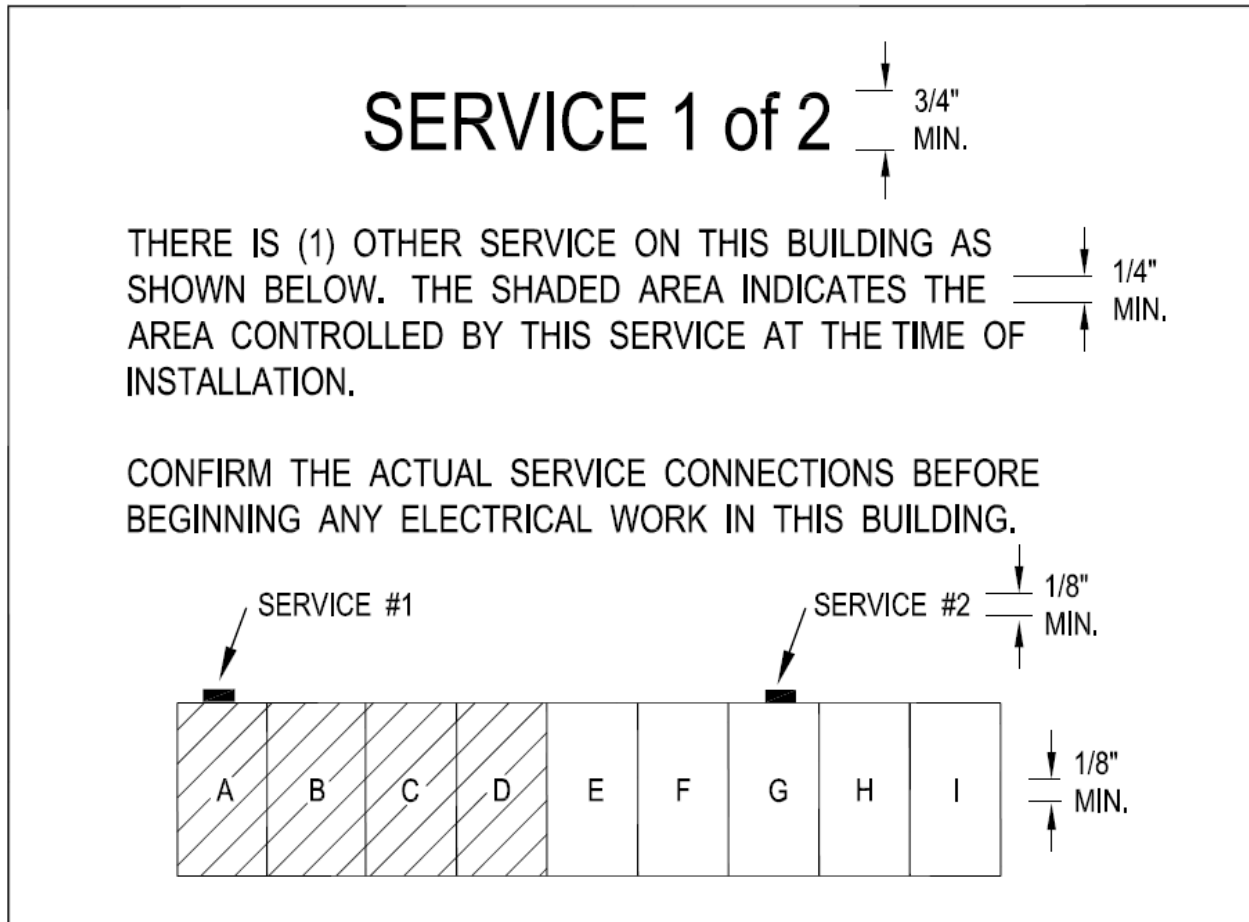 SERVICE 1 of 2
3/4"
MIN.
THERE IS (1) OTHER SERVICE ON THIS BUILDING AS
SHOWN BELOW. THE SHADED AREA INDICATES THE
AREA CONTROLLED BY THIS SERVICE AT THE TIME OF
INSTALLATION.
1/4"
MIN.
CONFIRM THE ACTUAL SERVICE CONNECTIONS BEFORE
BEGINNING ANY ELECTRICAL WORK IN THIS BUILDING.
SERVICE #1
SERVICE #2
1/8"
MIN.
A B C D E F G H I
1/8"
MIN.